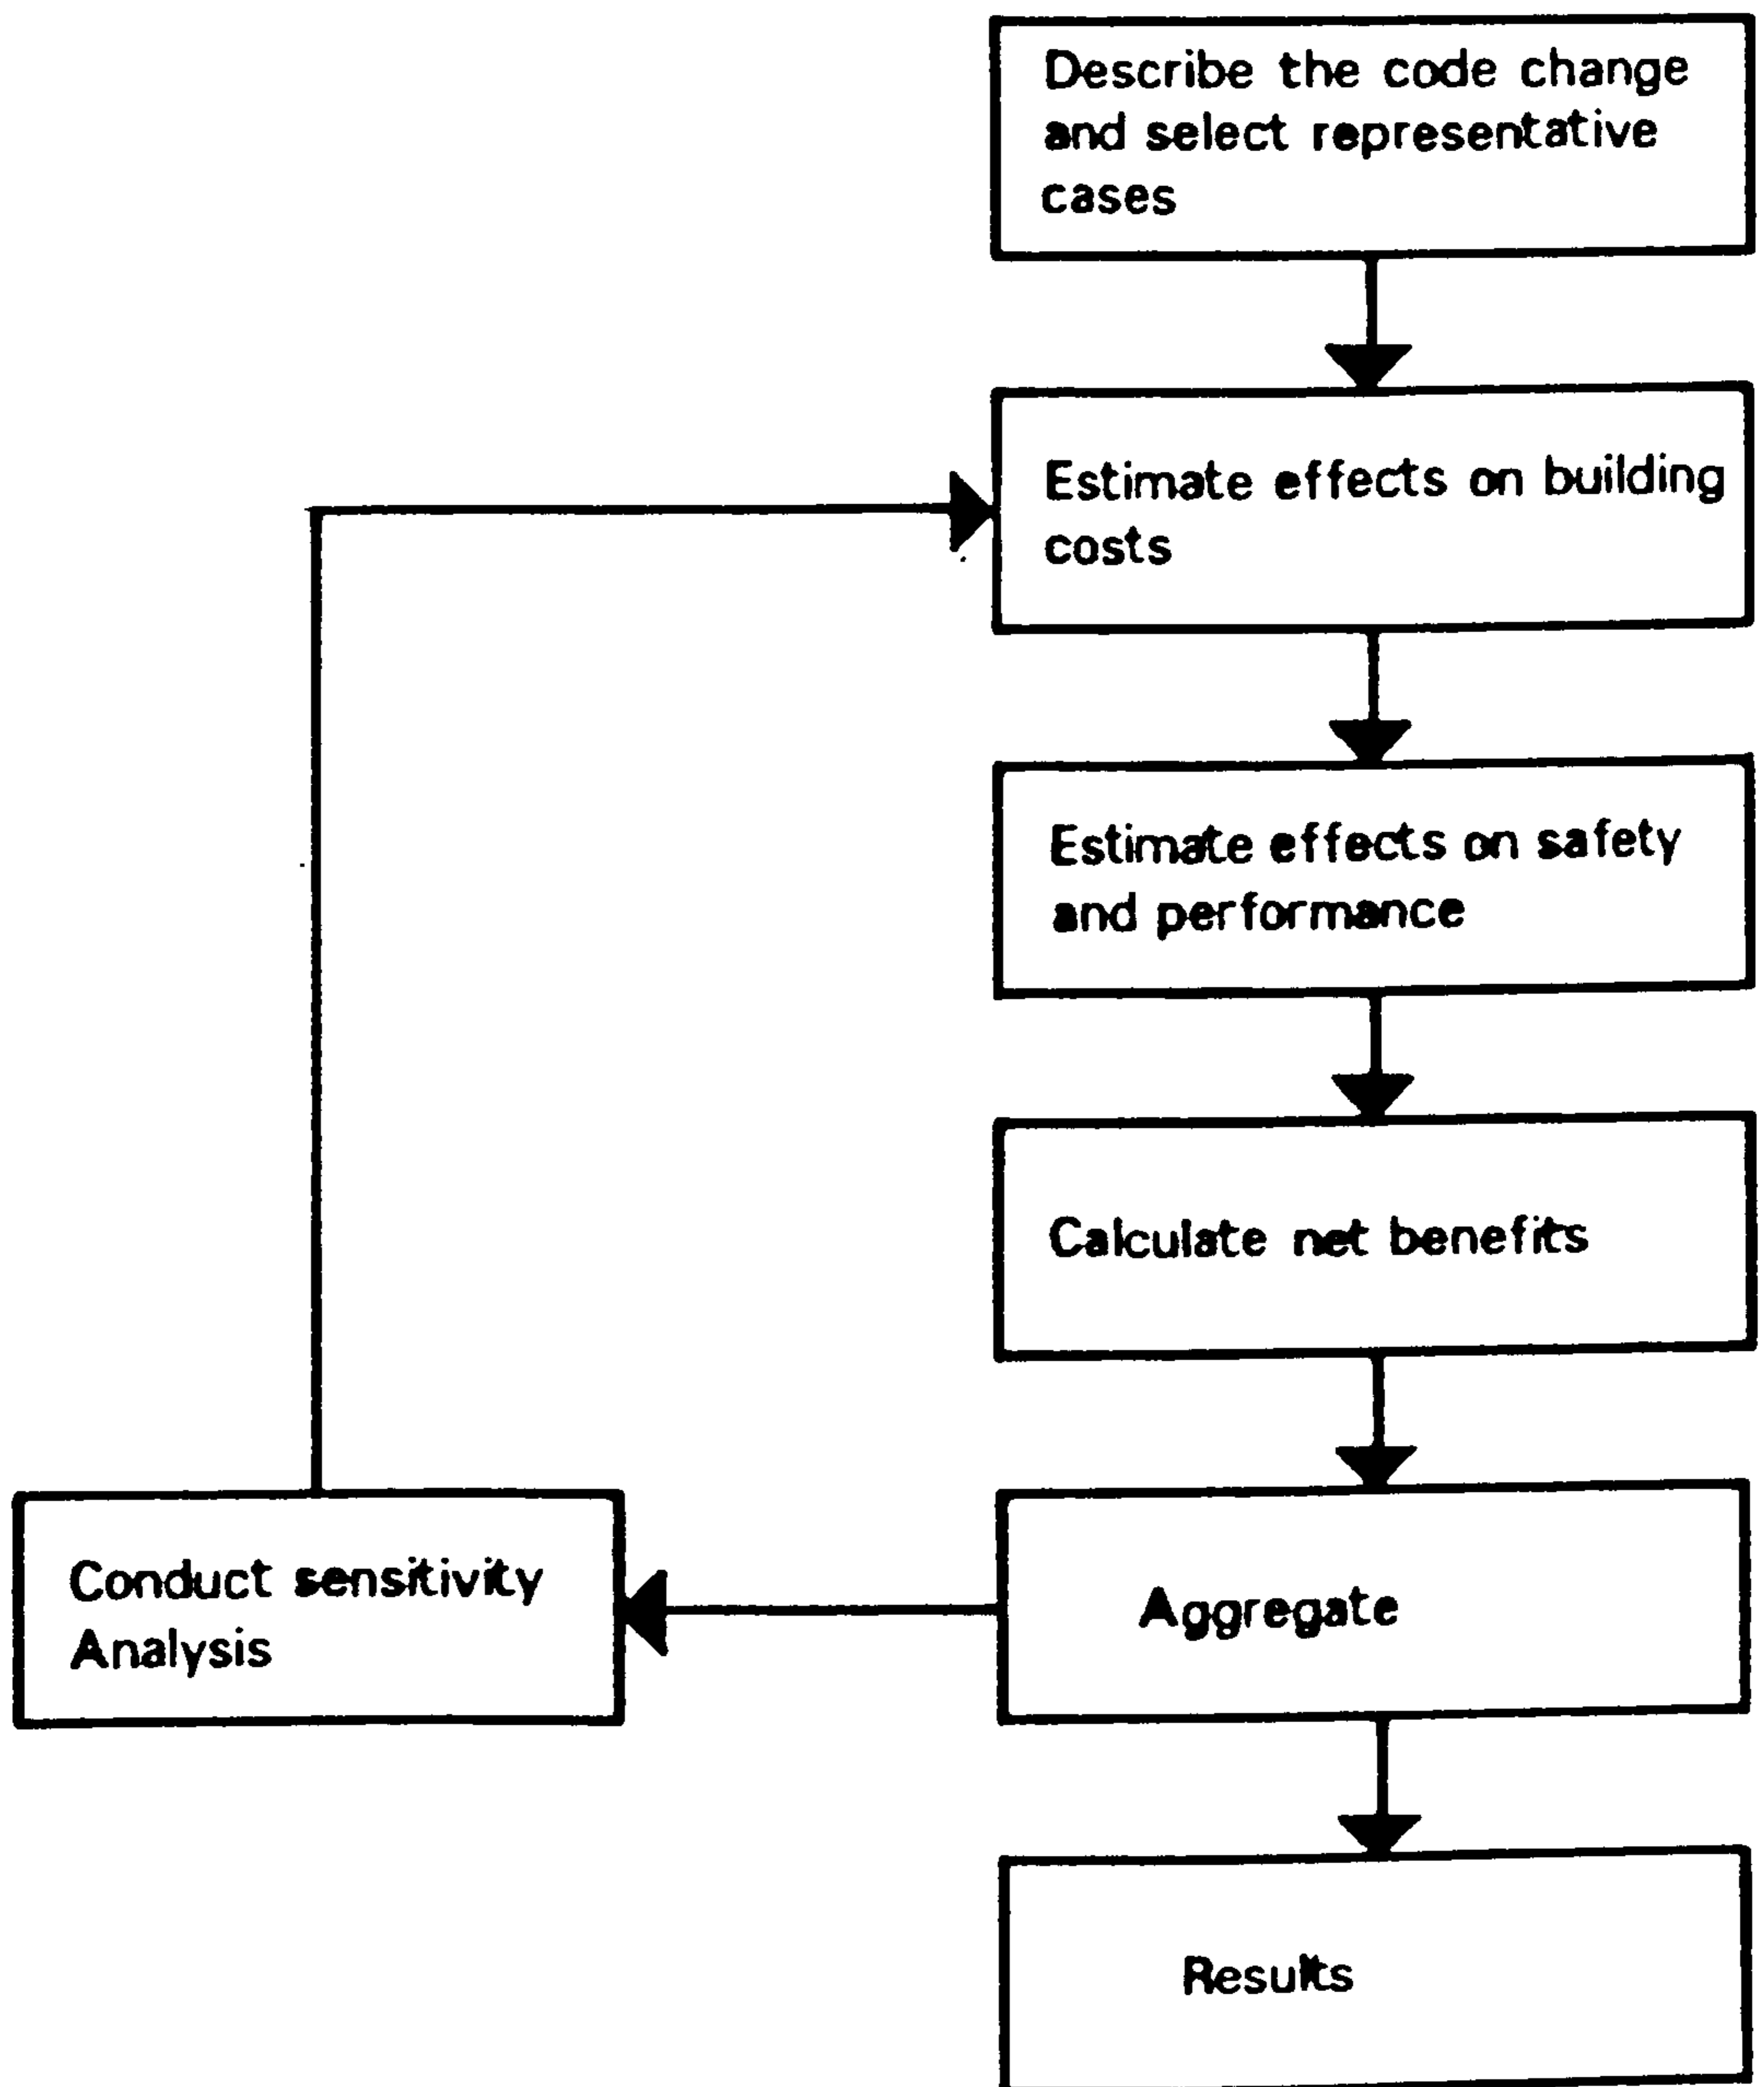 Describe the code change
and select representative
cases
Estimate effects on building
costs
Estimate effects on safety
and performance
Calculate net benefits
Conduct sensitivity
Analysis
Aggregate
Results